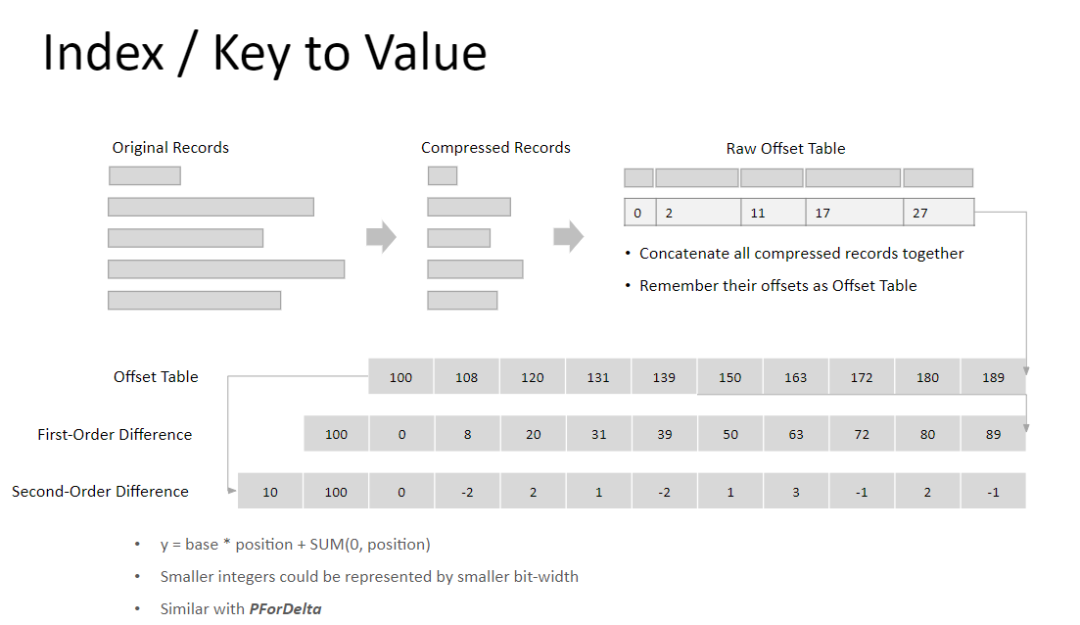 Index / Key to Value
Original Records
Compressed Records
Raw Offset Table
0 2 11 17 27
• Concatenate all compressed records together
• Remember their offsets as Offset Table
Offset Table 100 108 120 131 139 150 163 172 180 189
First-Order Difference 100 0 8 20 31 39 50 63 72 80 89
Second-Order Difference 10 100 0 -2 2 1 -2 1 3 -1 2 -1
• y = base * position + SUM(0, position)
• Smaller integers could be represented by smaller bit-width
• Similar with PForDelta